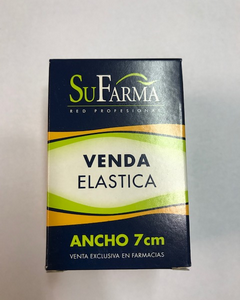 SUFARMA
RED PROFESIONAL
VENDA
ELASTICA
ANCHO 7cm
VENTA EXCLUSIVA EN FARMACIAS